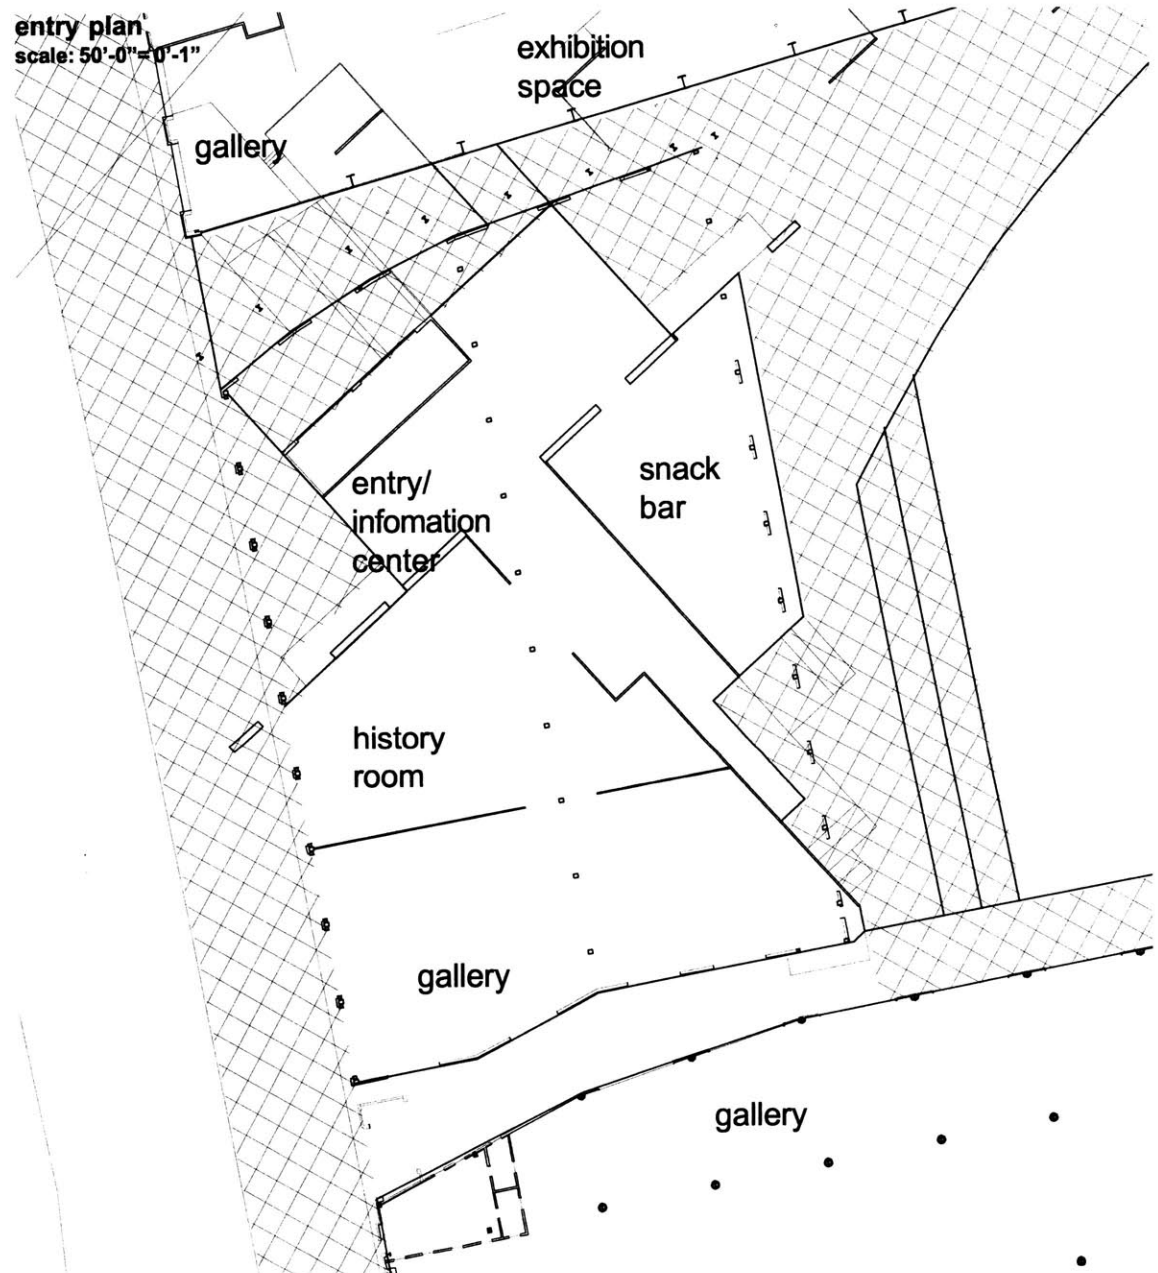 entry plan
scale: 50'-0"= 0'-1"
exhibition
space
gallery
entry/
infomation
center
snack
bar
history
room
gallery
gallery